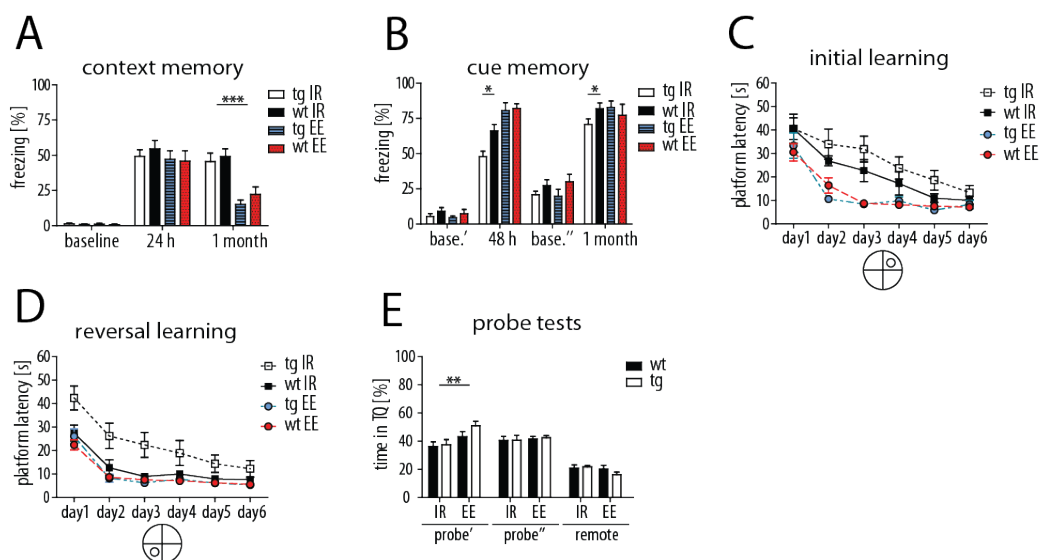 A
context memory
freezing [%]
100
75
50
25
0
***
baseline
24 h
1 month
tg IR
wt IR
tg EE
wt EE
B
cue memory
freezing [%]
100
75
50
25
0
*
*
base.′
48 h
base.″
1 month
tg IR
wt IR
tg EE
wt EE
C
initial learning
platform latency [s]
60
50
40
30
20
10
0
day1 day2 day3 day4 day5 day6
tg IR
wt IR
tg EE
wt EE
D
reversal learning
platform latency [s]
60
50
40
30
20
10
0
day1 day2 day3 day4 day5 day6
tg IR
wt IR
tg EE
wt EE
E
probe tests
time in TQ [%]
100
80
60
40
20
0
**
IR EE IR EE IR EE
probe′ probe″ remote
wt
tg